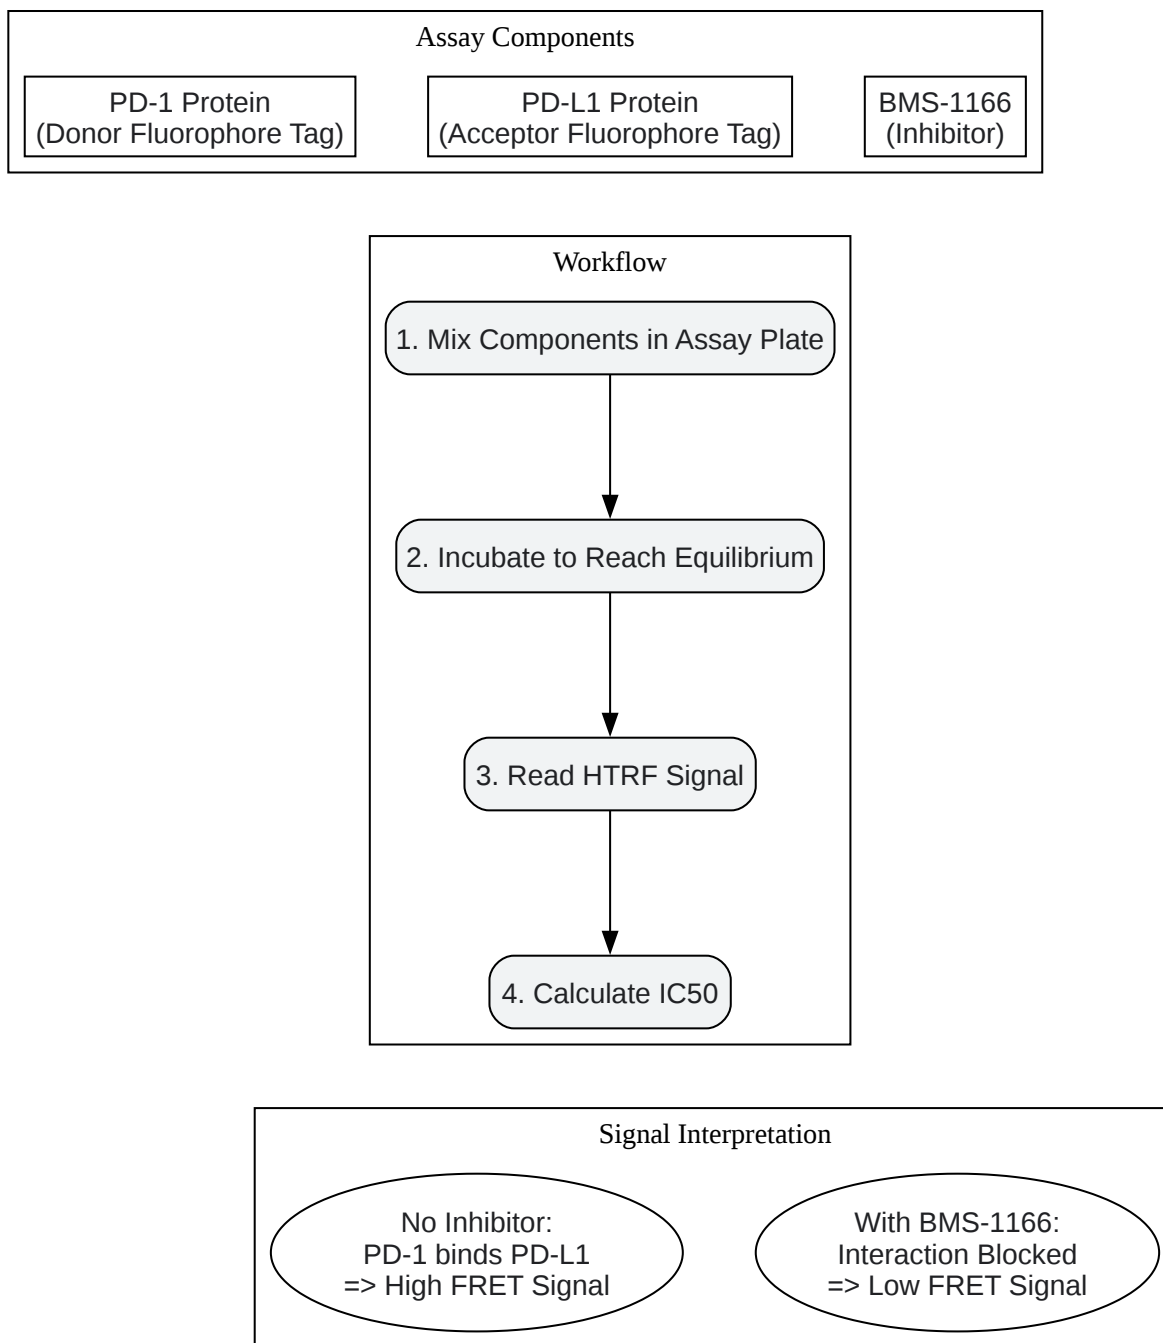 Assay Components
PD-1 Protein
(Donor Fluorophore Tag)
PD-L1 Protein
(Acceptor Fluorophore Tag)
BMS-1166
(Inhibitor)
Workflow
1. Mix Components in Assay Plate
2. Incubate to Reach Equilibrium
3. Read HTRF Signal
4. Calculate IC50
Signal Interpretation
No Inhibitor:
PD-1 binds PD-L1
=> High FRET Signal
With BMS-1166:
Interaction Blocked
=> Low FRET Signal